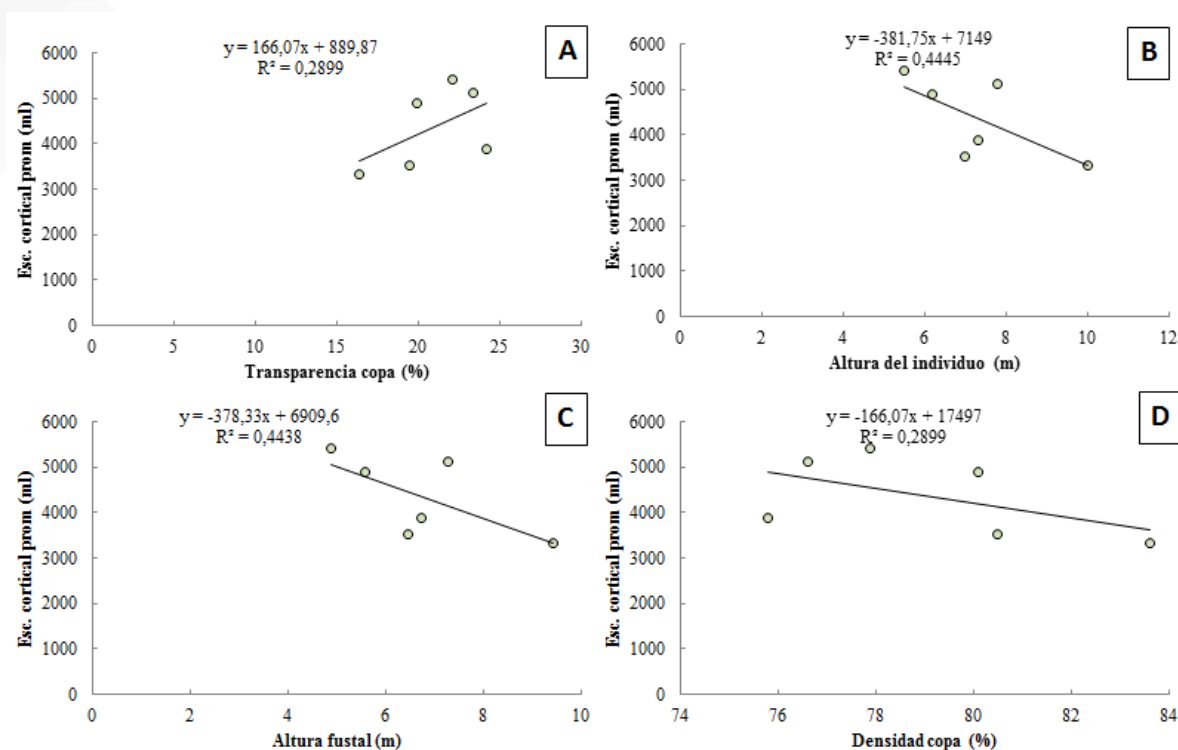 y = 166,07x + 889,87
R² = 0,2899
A
6000
5000
4000
3000
2000
1000
0
Esc. cortical prom (ml)
0 5 10 15 20 25 30
Transparencia copa (%)
y = -381,75x + 7149
R² = 0,4445
B
6000
5000
4000
3000
2000
1000
0
Esc. cortical prom (ml)
0 2 4 6 8 10 12
Altura del individuo (m)
y = -378,33x + 6909,6
R² = 0,4438
C
6000
5000
4000
3000
2000
1000
0
Esc. cortical prom (ml)
0 2 4 6 8 10
Altura fustal (m)
y = -166,07x + 17497
R² = 0,2899
D
6000
5000
4000
3000
2000
1000
0
Esc. cortical prom (ml)
74 76 78 80 82 84
Densidad copa (%)